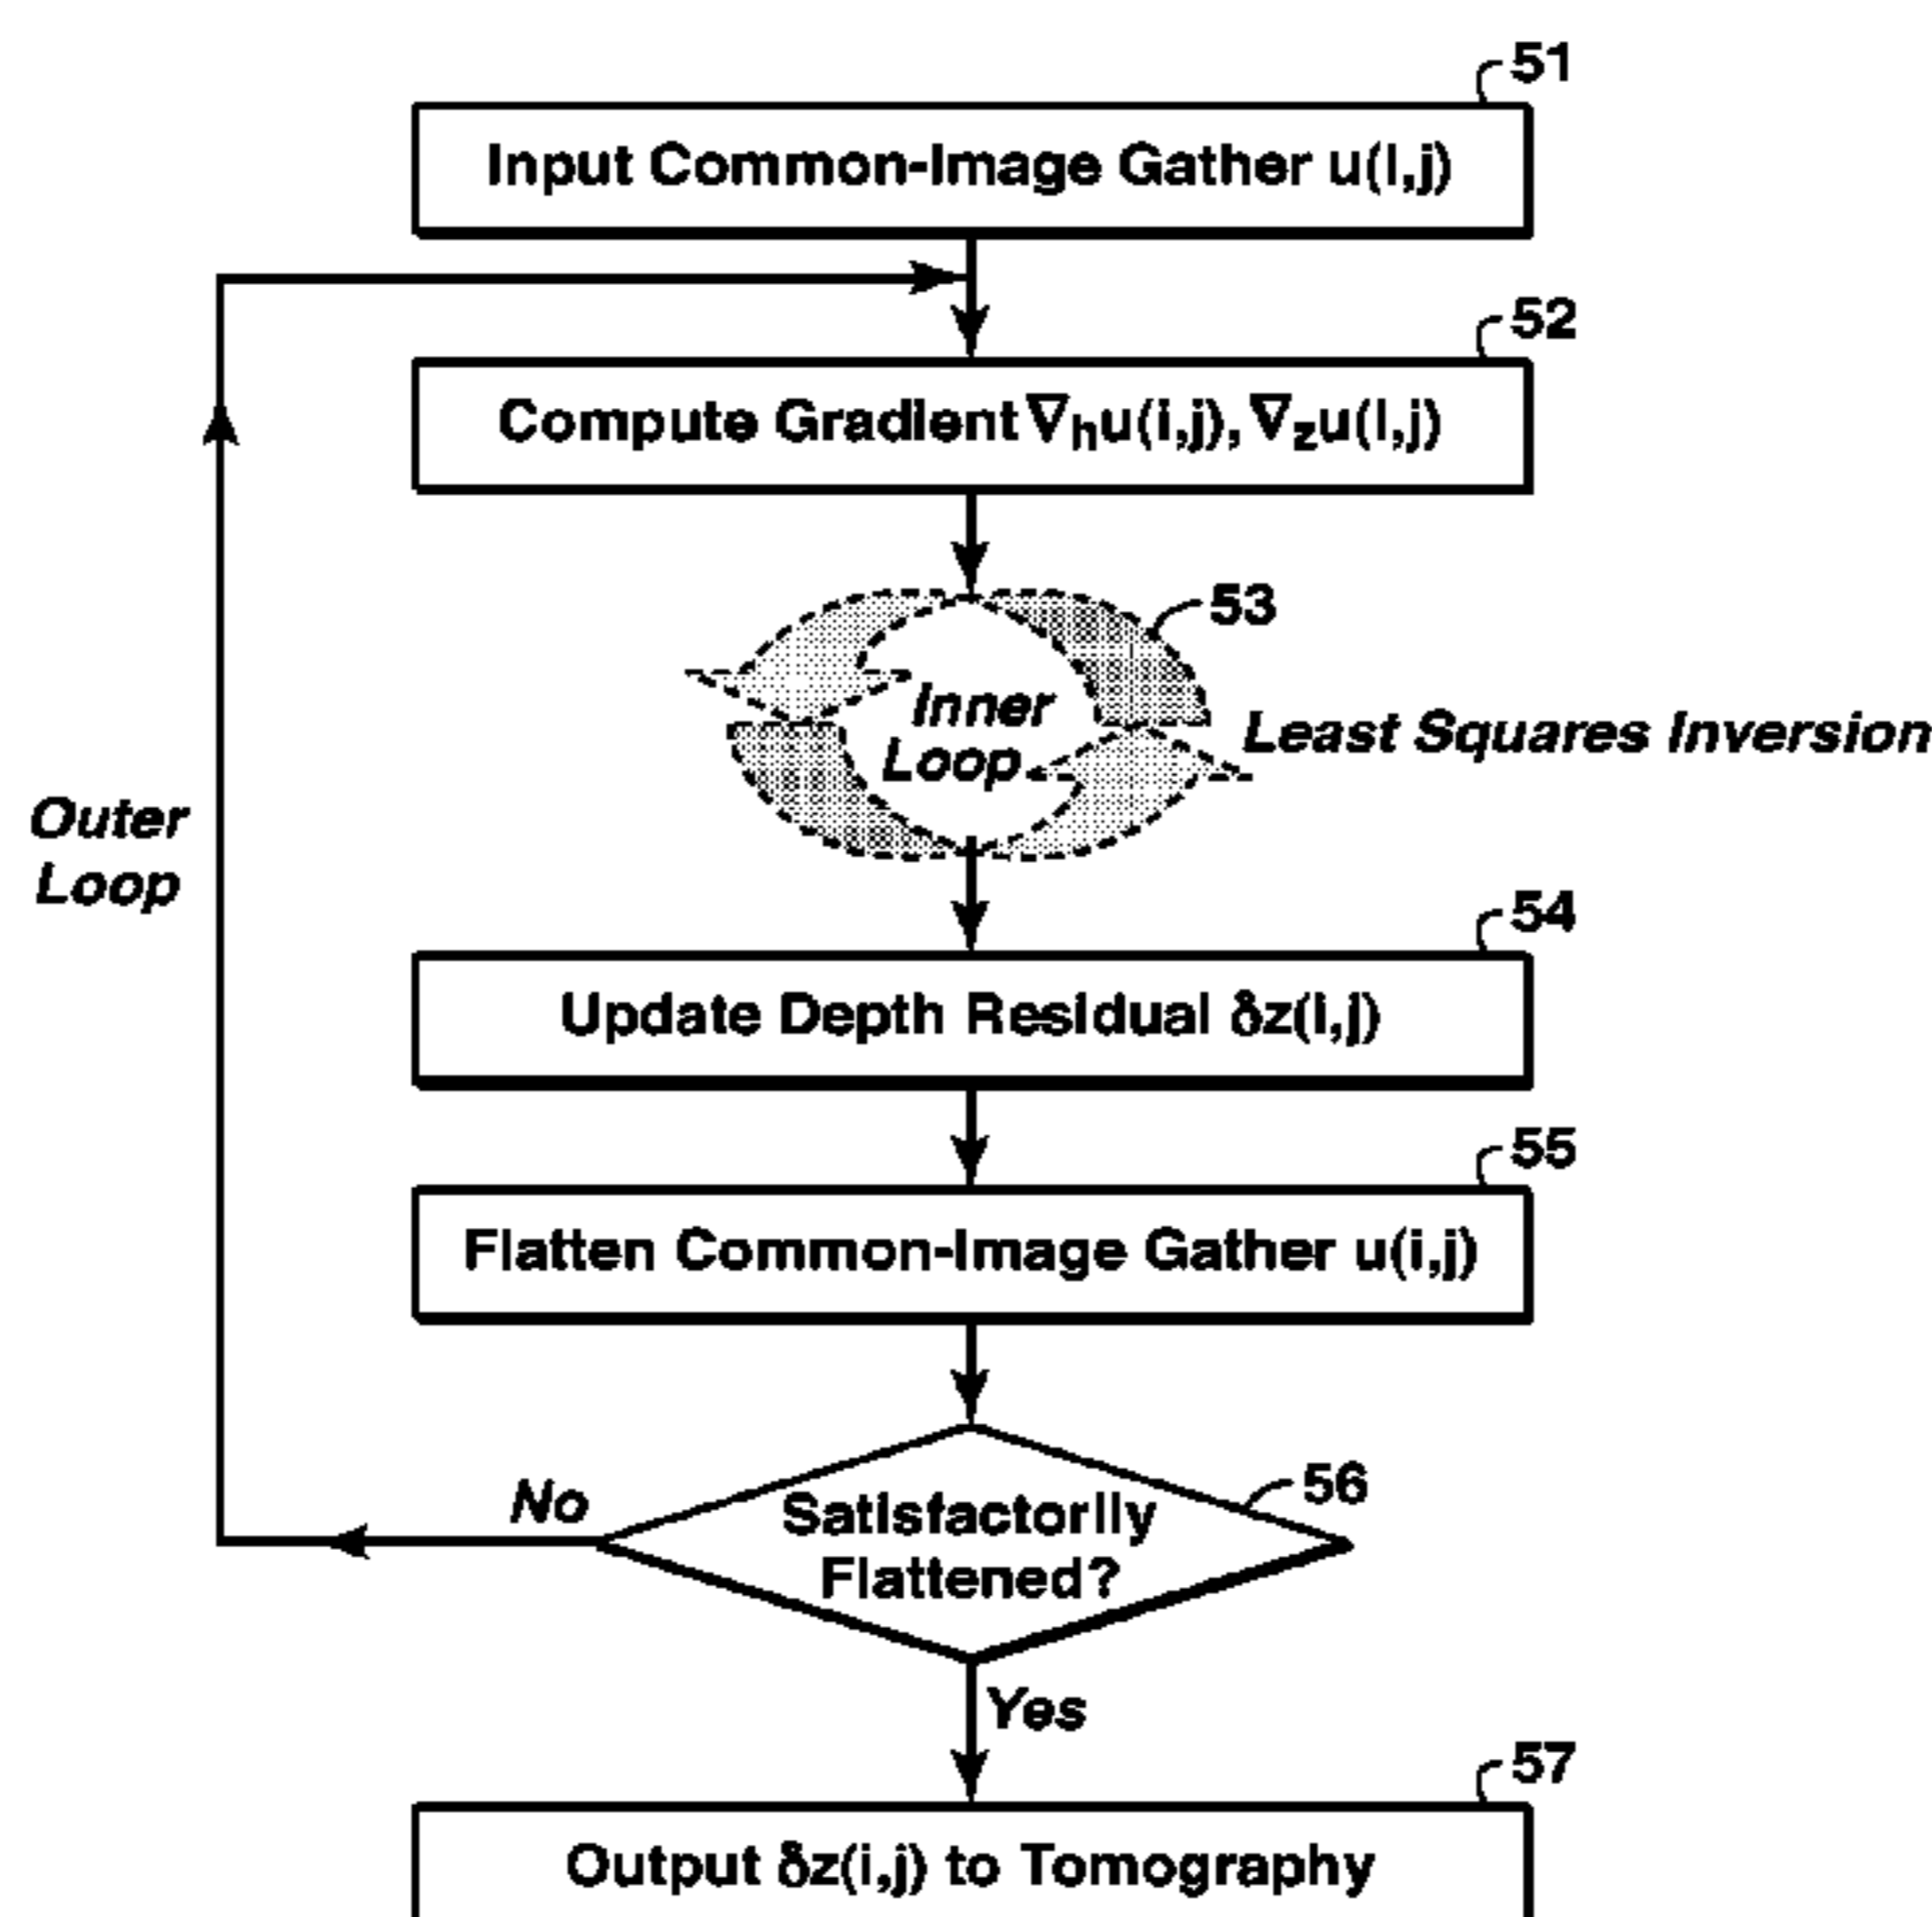 51
Input Common-Image Gather u(i,j)
52
Compute Gradient ∇hu(i,j), ∇zu(i,j)
53
Inner
Loop
Least Squares Inversion
Outer
Loop
54
Update Depth Residual δz(i,j)
55
Flatten Common-Image Gather u(i,j)
56
Satisfactorily
Flattened?
No
Yes
57
Output δz(i,j) to Tomography